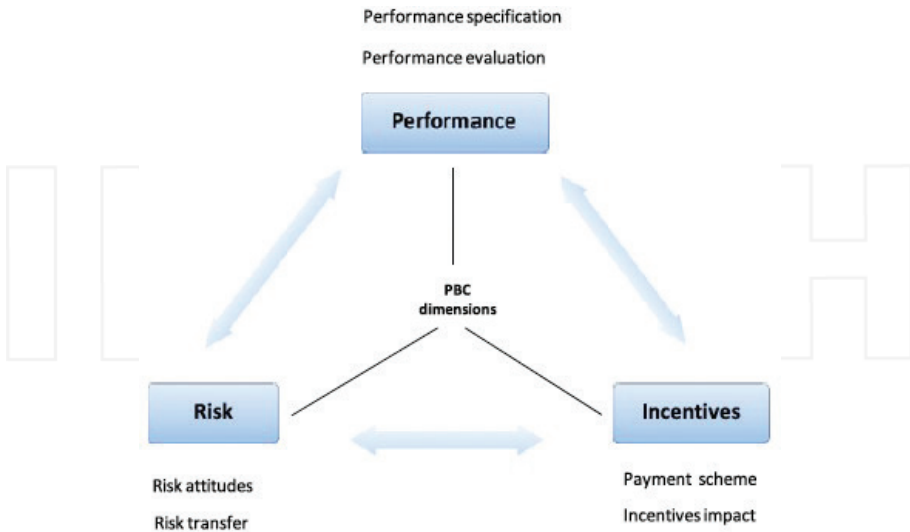 Performance specification
Performance evaluation
Performance
PBC
dimensions
Risk
Incentives
Risk attitudes
Risk transfer
Payment scheme
Incentives impact